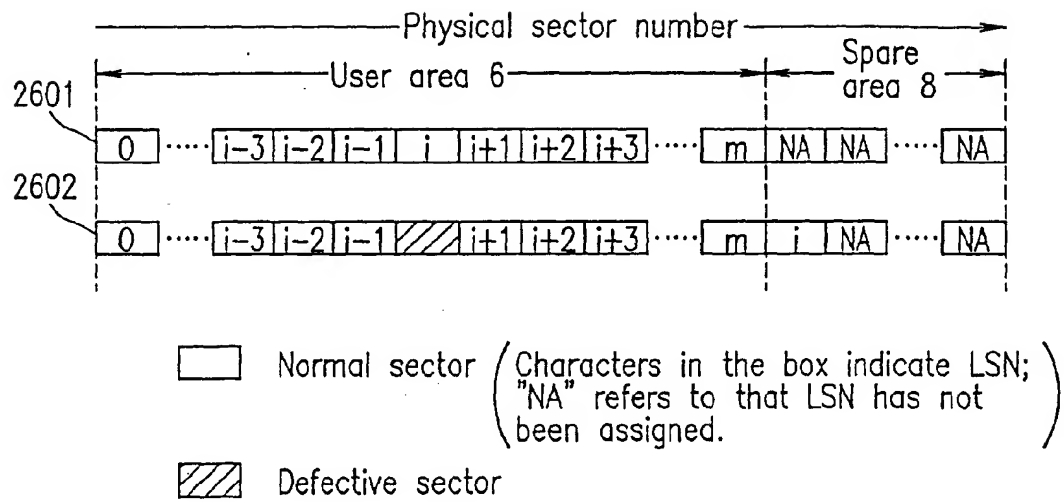 Physical sector number
User area 6
Spare
area 8
2601
0 ..... i-3 i-2 i-1 i i+1 i+2 i+3 ..... m NA NA ..... NA
2602
0 ..... i-3 i-2 i-1 i+1 i+2 i+3 ..... m i NA ..... NA
Normal sector (Characters in the box indicate LSN;
"NA" refers to that LSN has not
been assigned.)
Defective sector